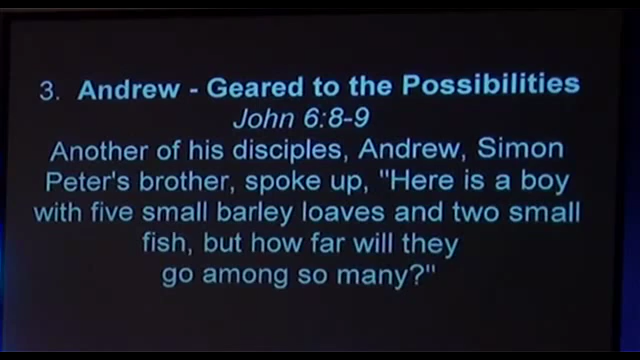 3. Andrew - Geared to the Possibilities
John 6:8-9
Another of his disciples, Andrew, Simon
Peter's brother, spoke up, "Here is a boy
with five small barley loaves and two small
fish, but how far will they
go among so many?"